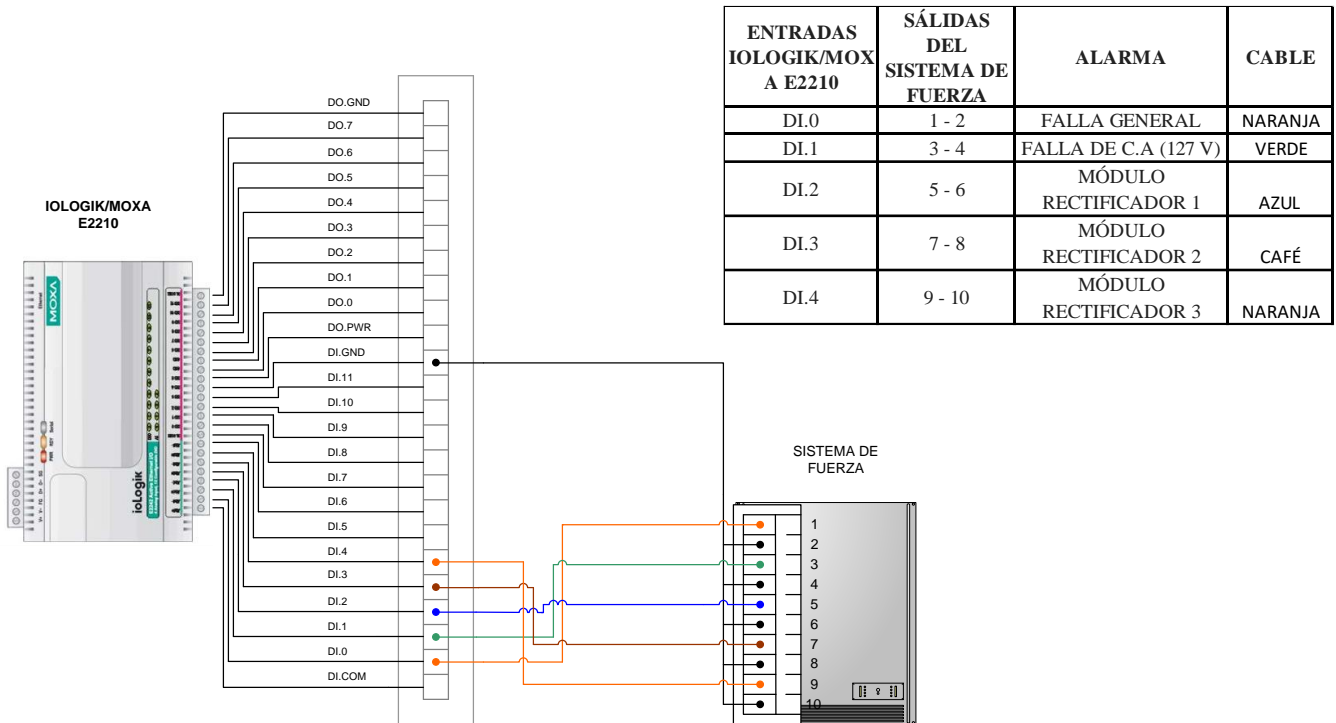 ENTRADAS
IOLOGIK/MOX
A E2210
SÁLIDAS
DEL
SISTEMA DE
FUERZA
ALARMA
CABLE
DI.0
1 - 2
FALLA GENERAL
NARANJA
DI.1
3 - 4
FALLA DE C.A (127 V)
VERDE
DI.2
5 - 6
MÓDULO
RECTIFICADOR 1
AZUL
DI.3
7 - 8
MÓDULO
RECTIFICADOR 2
CAFÉ
DI.4
9 - 10
MÓDULO
RECTIFICADOR 3
NARANJA
IOLOGIK/MOXA
E2210
MOXA
Ethernet
ioLogik
DO.GND
DO.7
DO.6
DO.5
DO.4
DO.3
DO.2
DO.1
DO.0
DO.PWR
DI.GND
DI.11
DI.10
DI.9
DI.8
DI.7
DI.6
DI.5
DI.4
DI.3
DI.2
DI.1
DI.0
DI.COM
SISTEMA DE
FUERZA
1
2
3
4
5
6
7
8
9
10